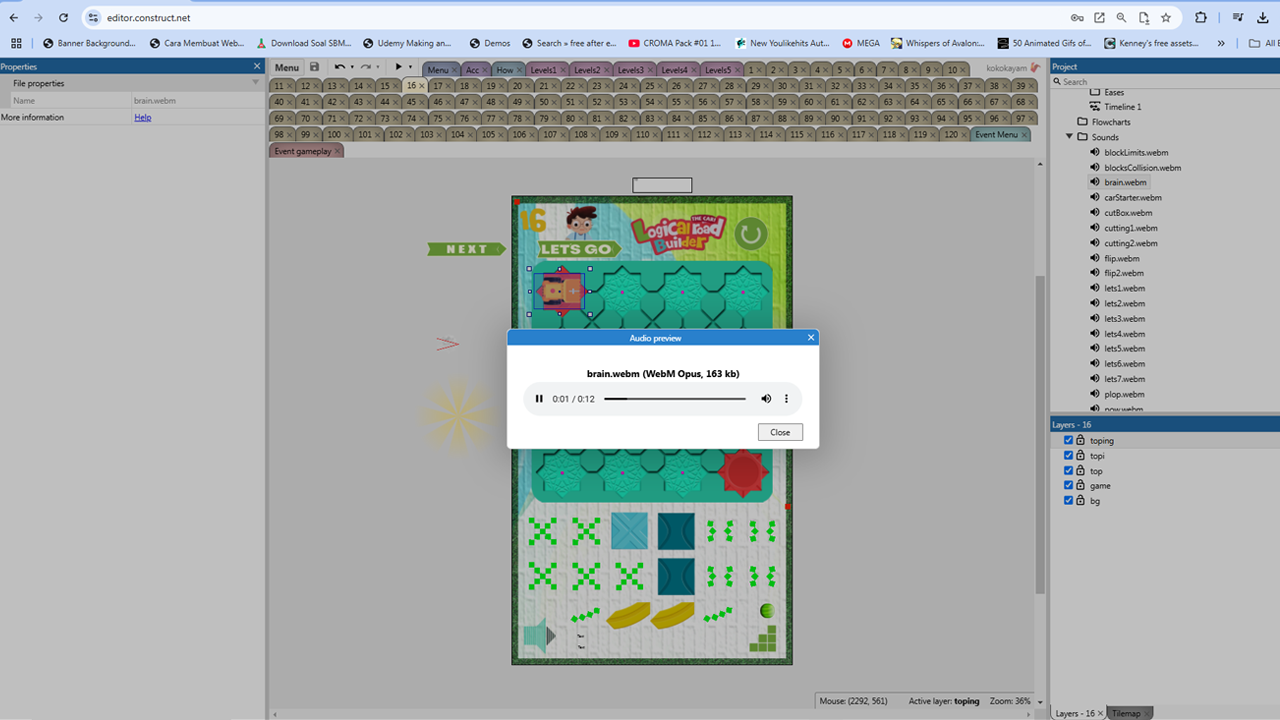 editor.construct.net
Banner Background...
Cara Membuat Web...
Download Soal SBM...
Udemy Making an...
Demos
Search » free after e...
CROMA Pack #01 1...
New Youlikehits Aut...
MEGA
Whispers of Avalon:...
50 Animated Gifs of...
Kenney's free assets...
»
All
Properties
File properties
Name brain.webm
More information Help
Menu
Menu Acc How Levels1 Levels2 Levels3 Levels4 Levels5 1 2 3 4 5 6 7 8 9 10
kokokayam
11 12 13 14 15 16 17 18 19 20 21 22 23 24 25 26 27 28 29 30 31 32 33 34 35 36 37 38 39
40 41 42 43 44 45 46 47 48 49 50 51 52 53 54 55 56 57 58 59 60 61 62 63 64 65 66 67 68
69 70 71 72 73 74 75 76 77 78 79 80 81 82 83 84 85 86 87 88 89 90 91 92 93 94 95 96 97
98 99 100 101 102 103 104 105 106 107 108 109 110 111 112 113 114 115 116 117 118 119 120 Event Menu
Event gameplay
16
THE CAR
Logical Road
Builder
NEXT
LETS GO
Audio preview
brain.webm (WebM Opus, 163 kb)
0:01 / 0:12
Close
Mouse: (2292, 561) Active layer: toping Zoom: 36%
Project
Search
Eases
Timeline 1
Flowcharts
Sounds
blockLimits.webm
blocksCollision.webm
brain.webm
carStarter.webm
cutBox.webm
cutting1.webm
cutting2.webm
flip.webm
flip2.webm
lets1.webm
lets2.webm
lets3.webm
lets4.webm
lets5.webm
lets6.webm
lets7.webm
plop.webm
pow.webm
Layers - 16
toping
topi
top
game
bg
Layers - 16
Tilemap